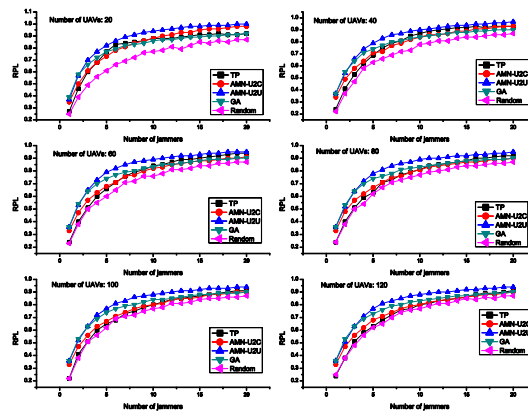 Number of UAVs: 20
RPL
1.0
0.9
0.8
0.7
0.6
0.5
0.4
0.3
0.2
TP
AMN-U2C
AMN-U2U
GA
Random
0 5 10 15 20
Number of jammers
Number of UAVs: 40
RPL
1.0
0.9
0.8
0.7
0.6
0.5
0.4
0.3
0.2
TP
AMN-U2C
AMN-U2U
GA
Random
0 5 10 15 20
Number of jammers
Number of UAVs: 60
RPL
1.0
0.9
0.8
0.7
0.6
0.5
0.4
0.3
0.2
TP
AMN-U2C
AMN-U2U
GA
Random
0 5 10 15 20
Number of jammers
Number of UAVs: 80
RPL
1.0
0.9
0.8
0.7
0.6
0.5
0.4
0.3
0.2
TP
AMN-U2C
AMN-U2U
GA
Random
0 5 10 15 20
Number of jammers
Number of UAVs: 100
RPL
1.0
0.9
0.8
0.7
0.6
0.5
0.4
0.3
0.2
TP
AMN-U2C
AMN-U2U
GA
Random
0 5 10 15 20
Number of jammers
Number of UAVs: 120
RPL
1.0
0.9
0.8
0.7
0.6
0.5
0.4
0.3
0.2
TP
AMN-U2C
AMN-U2U
GA
Random
0 5 10 15 20
Number of jammers